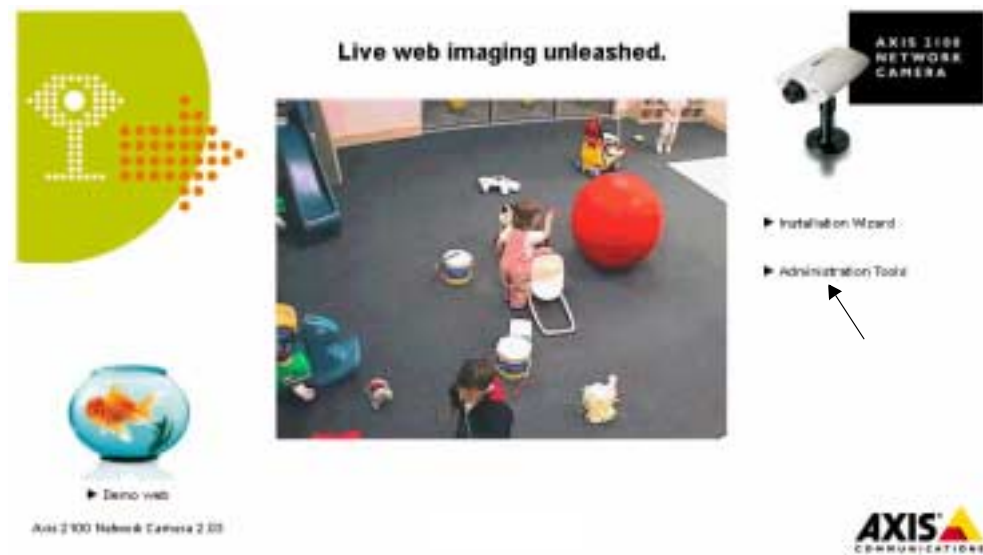 Live web imaging unleashed.
AXIS 2100
NETWORK
CAMERA
Installation Wizard
Administration Tools
Demo web
Axis 2100 Network Camera 2.03
AXIS
COMMUNICATIONS